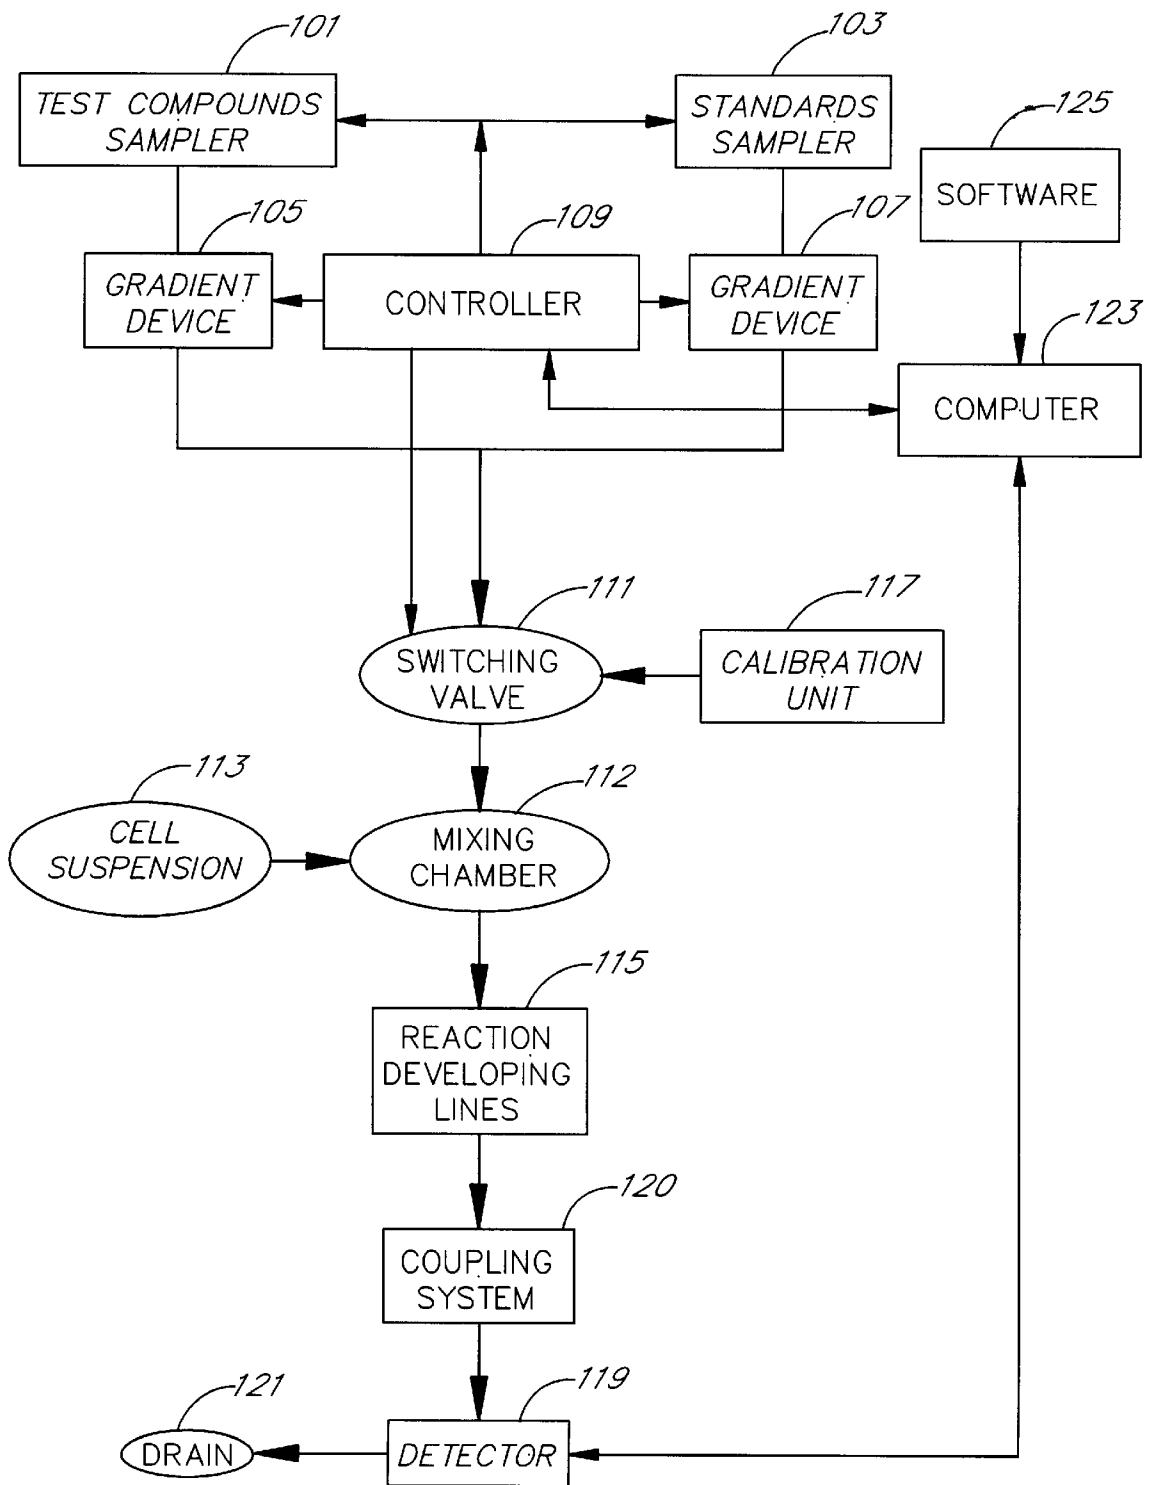 101
103
TEST COMPOUNDS
SAMPLER
STANDARDS
SAMPLER
125
SOFTWARE
105
109
107
GRADIENT
DEVICE
CONTROLLER
GRADIENT
DEVICE
123
COMPUTER
111
117
SWITCHING
VALVE
CALIBRATION
UNIT
113
112
CELL
SUSPENSION
MIXING
CHAMBER
115
REACTION
DEVELOPING
LINES
120
COUPLING
SYSTEM
121
119
DRAIN
DETECTOR